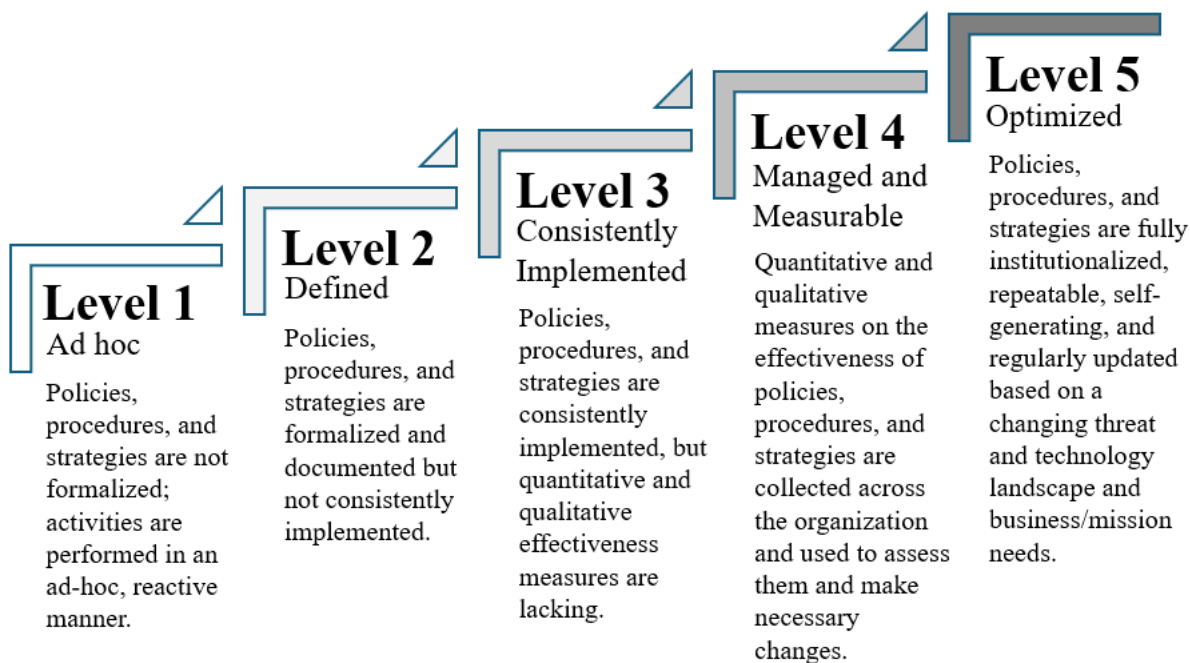 Level 1
Ad hoc
Policies,
procedures, and
strategies are not
formalized;
activities are
performed in an
ad-hoc, reactive
manner.
Level 2
Defined
Policies,
procedures, and
strategies are
formalized and
documented but
not consistently
implemented.
Level 3
Consistently
Implemented
Policies,
procedures, and
strategies are
consistently
implemented, but
quantitative and
qualitative
effectiveness
measures are
lacking.
Level 4
Managed and
Measurable
Quantitative and
qualitative
measures on the
effectiveness of
policies,
procedures, and
strategies are
collected across
the organization
and used to assess
them and make
necessary
changes.
Level 5
Optimized
Policies,
procedures, and
strategies are fully
institutionalized,
repeatable, self-
generating, and
regularly updated
based on a
changing threat
and technology
landscape and
business/mission
needs.